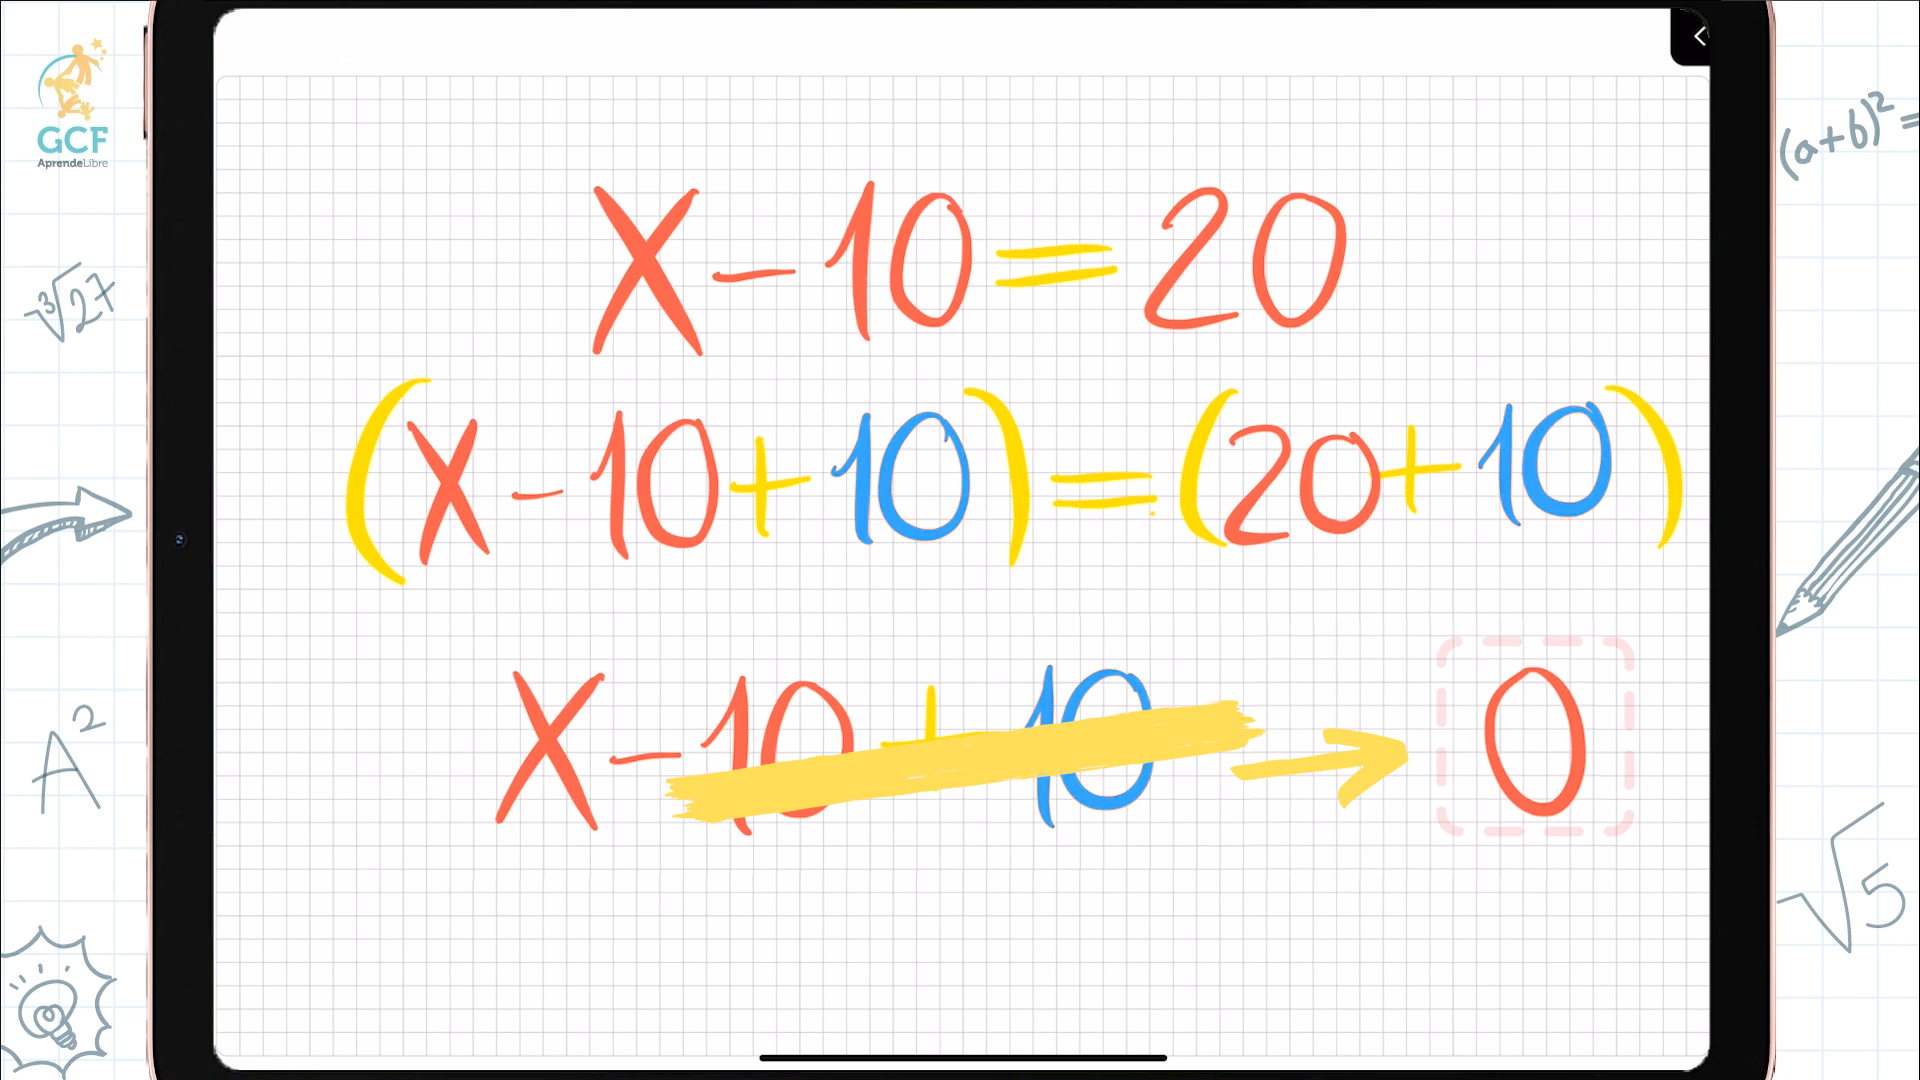 GCF
AprendeLibre
x - 10 = 20
(x - 10 + 10) = (20 + 10)
x - 10 + 10 → 0
∛27
A²
(a+b)² =
√5